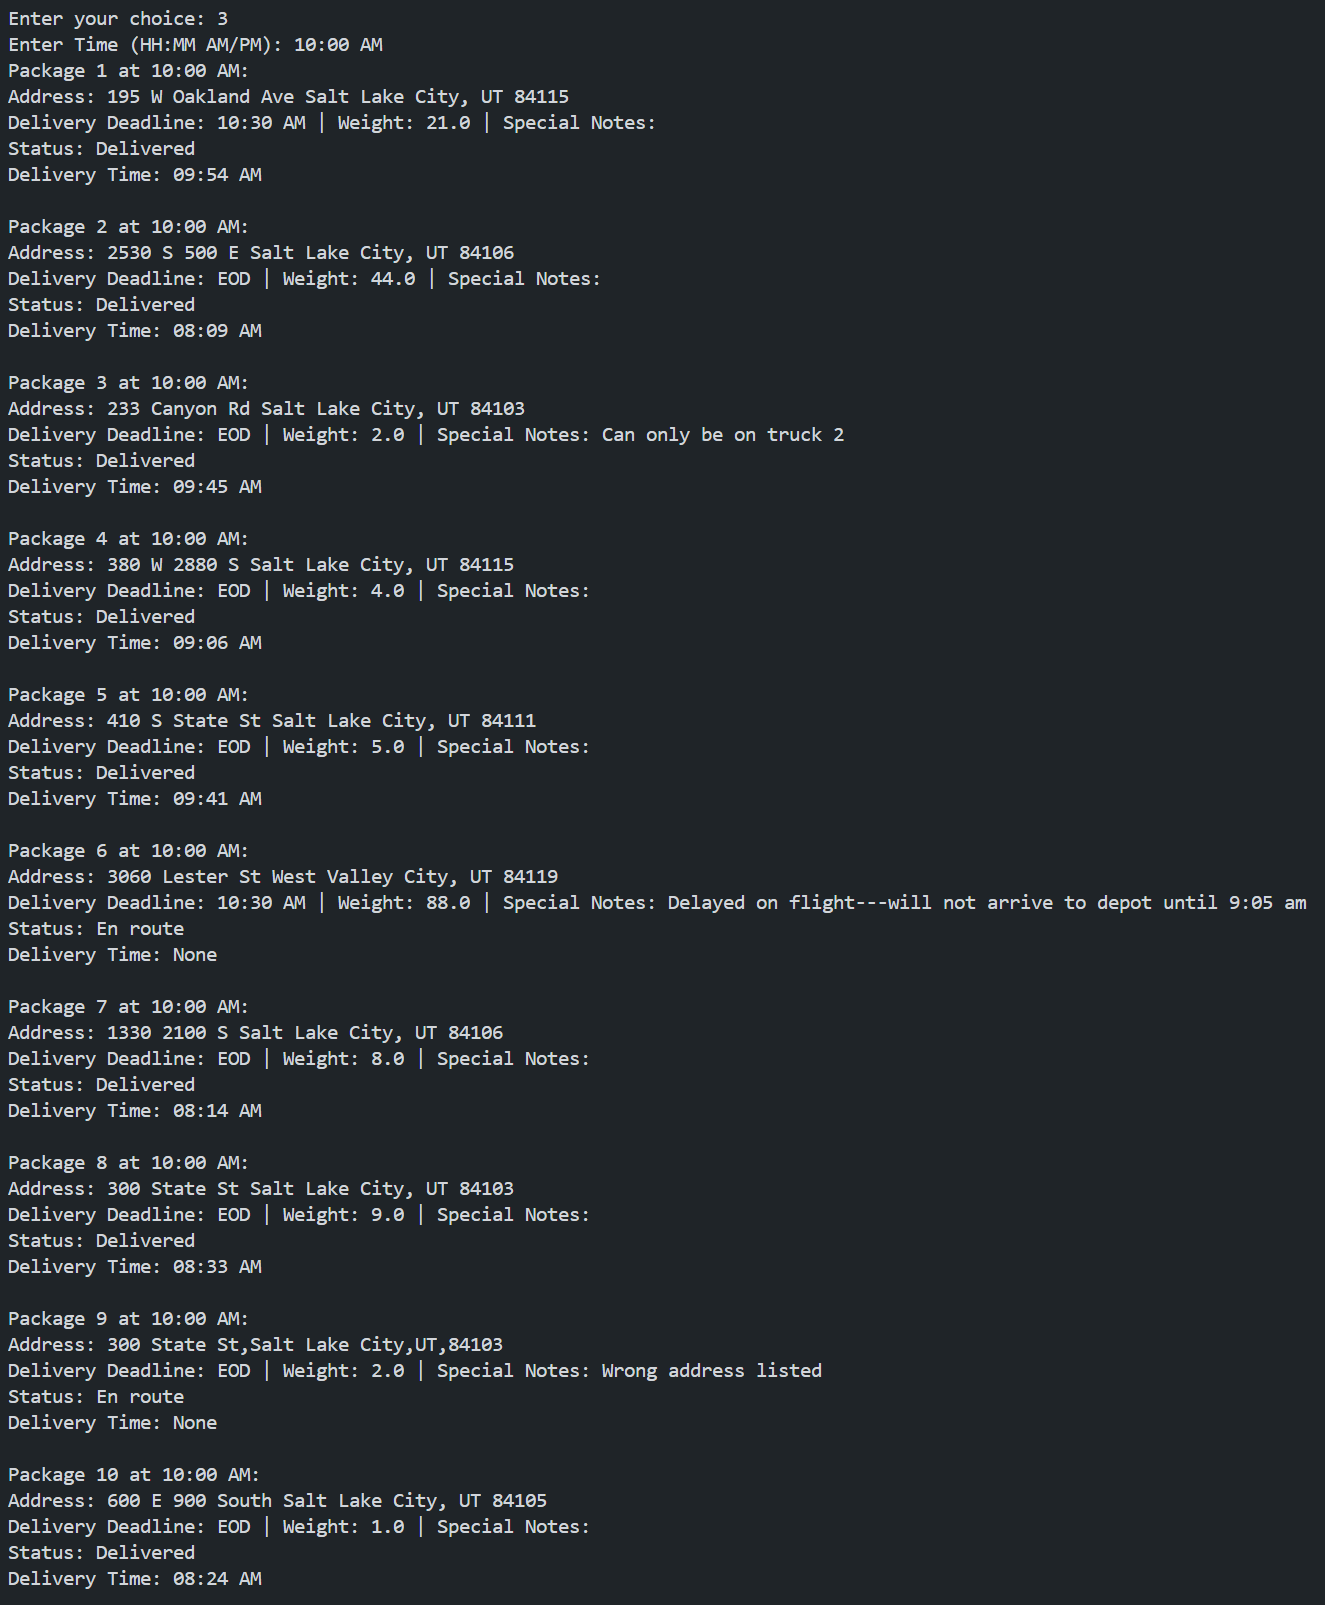 Enter your choice: 3
Enter Time (HH:MM AM/PM): 10:00 AM
Package 1 at 10:00 AM:
Address: 195 W Oakland Ave Salt Lake City, UT 84115
Delivery Deadline: 10:30 AM | Weight: 21.0 | Special Notes:
Status: Delivered
Delivery Time: 09:54 AM

Package 2 at 10:00 AM:
Address: 2530 S 500 E Salt Lake City, UT 84106
Delivery Deadline: EOD | Weight: 44.0 | Special Notes:
Status: Delivered
Delivery Time: 08:09 AM

Package 3 at 10:00 AM:
Address: 233 Canyon Rd Salt Lake City, UT 84103
Delivery Deadline: EOD | Weight: 2.0 | Special Notes: Can only be on truck 2
Status: Delivered
Delivery Time: 09:45 AM

Package 4 at 10:00 AM:
Address: 380 W 2880 S Salt Lake City, UT 84115
Delivery Deadline: EOD | Weight: 4.0 | Special Notes:
Status: Delivered
Delivery Time: 09:06 AM

Package 5 at 10:00 AM:
Address: 410 S State St Salt Lake City, UT 84111
Delivery Deadline: EOD | Weight: 5.0 | Special Notes:
Status: Delivered
Delivery Time: 09:41 AM

Package 6 at 10:00 AM:
Address: 3060 Lester St West Valley City, UT 84119
Delivery Deadline: 10:30 AM | Weight: 88.0 | Special Notes: Delayed on flight---will not arrive to depot until 9:05 am
Status: En route
Delivery Time: None

Package 7 at 10:00 AM:
Address: 1330 2100 S Salt Lake City, UT 84106
Delivery Deadline: EOD | Weight: 8.0 | Special Notes:
Status: Delivered
Delivery Time: 08:14 AM

Package 8 at 10:00 AM:
Address: 300 State St Salt Lake City, UT 84103
Delivery Deadline: EOD | Weight: 9.0 | Special Notes:
Status: Delivered
Delivery Time: 08:33 AM

Package 9 at 10:00 AM:
Address: 300 State St,Salt Lake City,UT,84103
Delivery Deadline: EOD | Weight: 2.0 | Special Notes: Wrong address listed
Status: En route
Delivery Time: None

Package 10 at 10:00 AM:
Address: 600 E 900 South Salt Lake City, UT 84105
Delivery Deadline: EOD | Weight: 1.0 | Special Notes:
Status: Delivered
Delivery Time: 08:24 AM